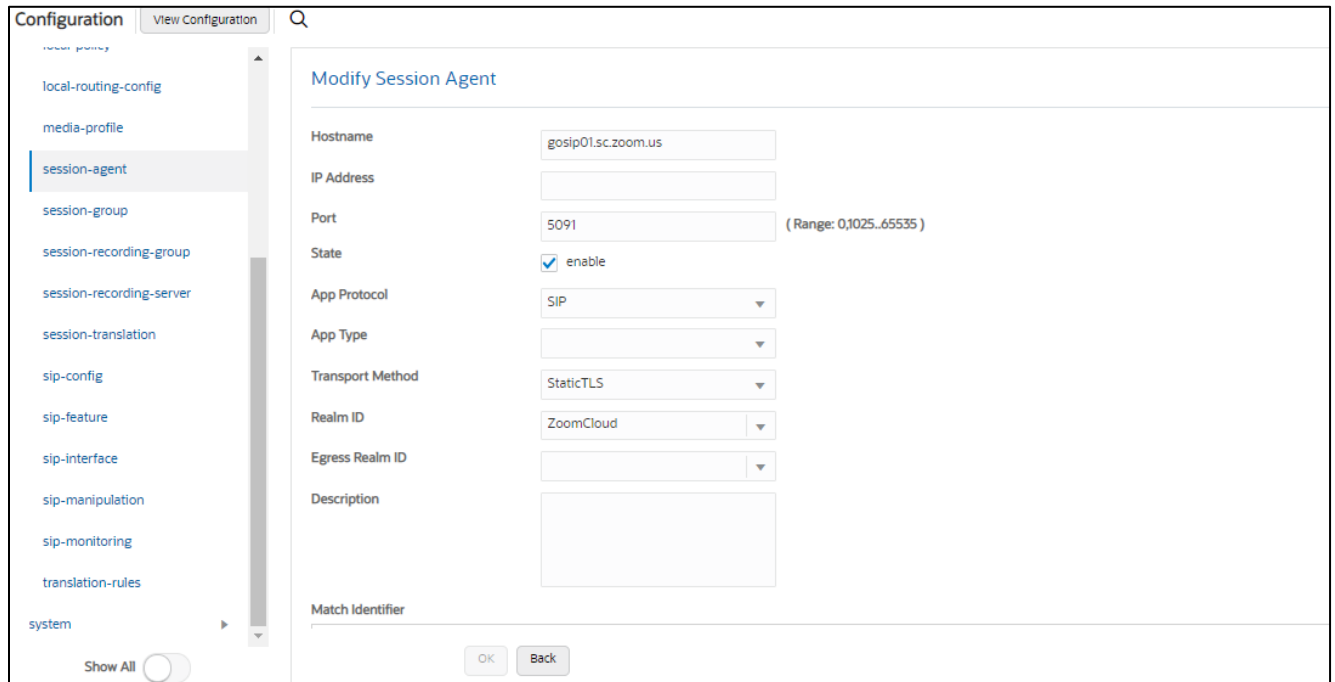 Configuration View Configuration
local-policy
local-routing-config
media-profile
session-agent
session-group
session-recording-group
session-recording-server
session-translation
sip-config
sip-feature
sip-interface
sip-manipulation
sip-monitoring
translation-rules
system
Show All
Modify Session Agent
Hostname gosip01.sc.zoom.us
IP Address
Port 5091 ( Range: 0,1025..65535 )
State enable
App Protocol SIP
App Type
Transport Method StaticTLS
Realm ID ZoomCloud
Egress Realm ID
Description
Match Identifier
OK Back